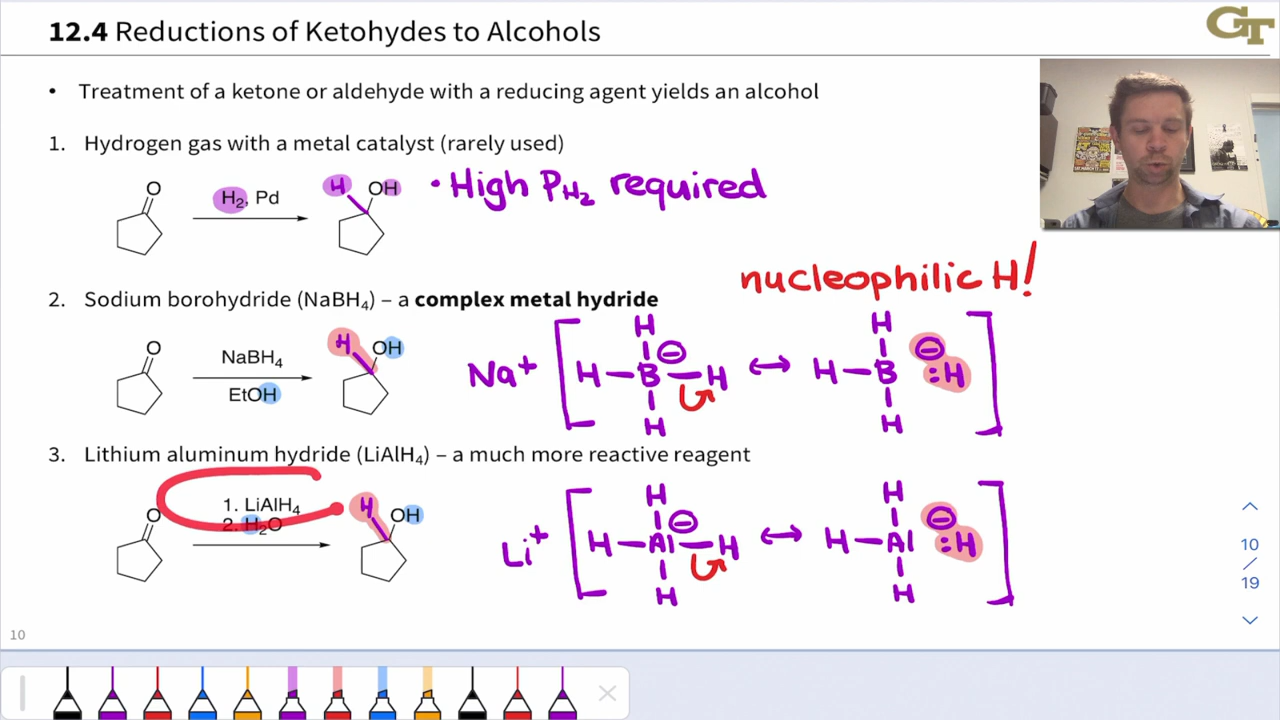 12.4 Reductions of Ketohydes to Alcohols
GT
• Treatment of a ketone or aldehyde with a reducing agent yields an alcohol
1. Hydrogen gas with a metal catalyst (rarely used)
O
H₂, Pd
H OH
• High P_H₂ required
nucleophilic H!
2. Sodium borohydride (NaBH₄) – a complex metal hydride
O
NaBH₄
EtOH
H OH
Na⁺ [ H H–B–H H ⊖ ↔ H H–B H ⊖ :H ]
3. Lithium aluminum hydride (LiAlH₄) – a much more reactive reagent
O
1. LiAlH₄
2. H₂O
H OH
Li⁺ [ H H–Al–H H ⊖ ↔ H H–Al H ⊖ :H ]
10
/
19
10